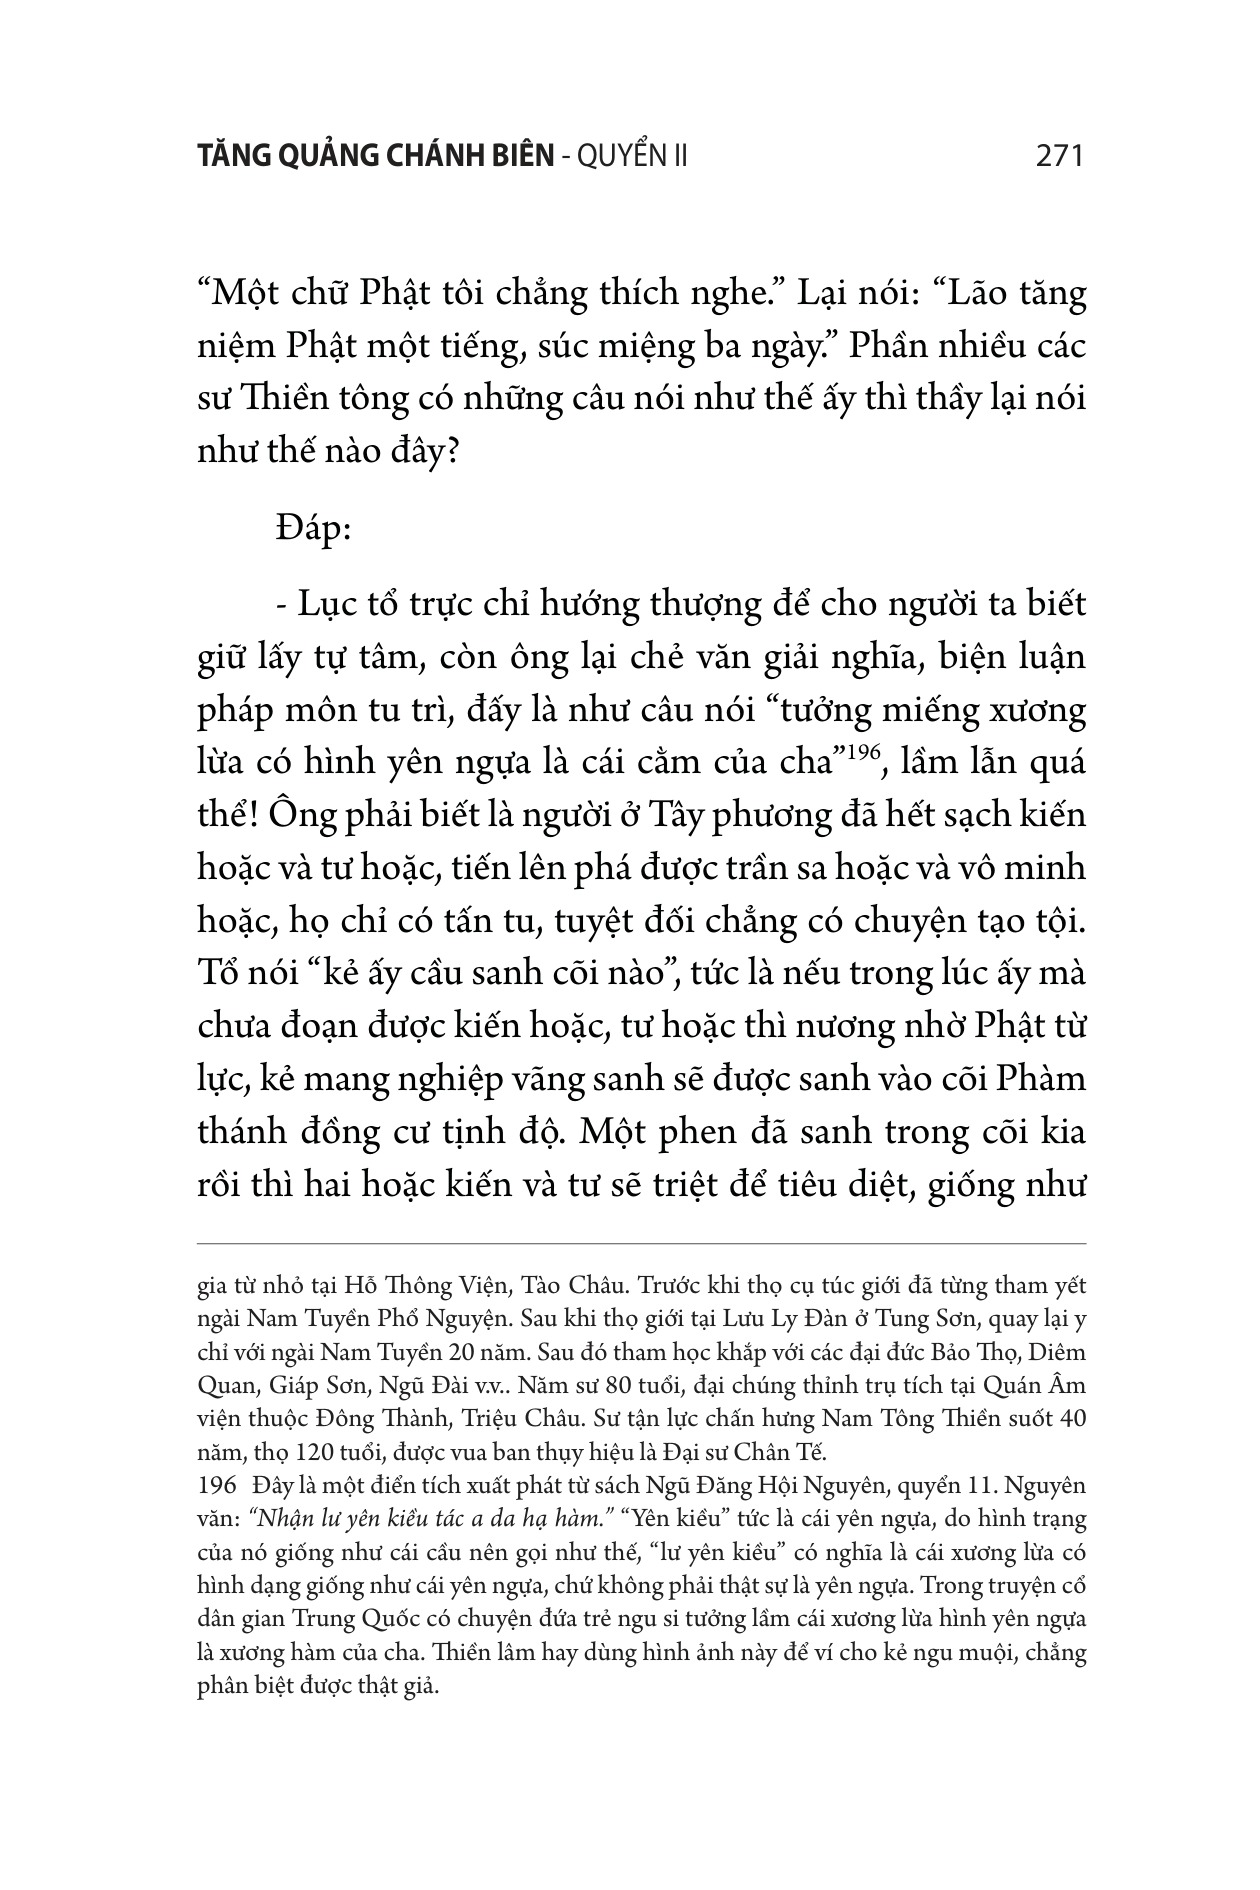 TĂNG QUẢNG CHÁNH BIÊN - QUYỂN II 271
“Một chữ Phật tôi chẳng thích nghe.” Lại nói: “Lão tăng
niệm Phật một tiếng, súc miệng ba ngày.” Phần nhiều các
sư Thiền tông có những câu nói như thế ấy thì thầy lại nói
như thế nào đây?
Đáp:
- Lục tổ trực chỉ hướng thượng để cho người ta biết
giữ lấy tự tâm, còn ông lại chẻ văn giải nghĩa, biện luận
pháp môn tu trì, đấy là như câu nói “tưởng miếng xương
lừa có hình yên ngựa là cái cằm của cha”196, lầm lẫn quá
thể! Ông phải biết là người ở Tây phương đã hết sạch kiến
hoặc và tư hoặc, tiến lên phá được trần sa hoặc và vô minh
hoặc, họ chỉ có tấn tu, tuyệt đối chẳng có chuyện tạo tội.
Tổ nói “kẻ ấy cầu sanh cõi nào”, tức là nếu trong lúc ấy mà
chưa đoạn được kiến hoặc, tư hoặc thì nương nhờ Phật từ
lực, kẻ mang nghiệp vãng sanh sẽ được sanh vào cõi Phàm
thánh đồng cư tịnh độ. Một phen đã sanh trong cõi kia
rồi thì hai hoặc kiến và tư sẽ triệt để tiêu diệt, giống như
gia từ nhỏ tại Hỗ Thông Viện, Tào Châu. Trước khi thọ cụ túc giới đã từng tham yết
ngài Nam Tuyền Phổ Nguyện. Sau khi thọ giới tại Lưu Ly Đàn ở Tung Sơn, quay lại y
chỉ với ngài Nam Tuyền 20 năm. Sau đó tham học khắp với các đại đức Bảo Thọ, Diêm
Quan, Giáp Sơn, Ngũ Đài v.v.. Năm sư 80 tuổi, đại chúng thỉnh trụ tích tại Quán Âm
viện thuộc Đông Thành, Triệu Châu. Sư tận lực chấn hưng Nam Tông Thiền suốt 40
năm, thọ 120 tuổi, được vua ban thụy hiệu là Đại sư Chân Tế.
196 Đây là một điển tích xuất phát từ sách Ngũ Đăng Hội Nguyên, quyển 11. Nguyên
văn: “Nhận lư yên kiều tác a da hạ hàm.” “Yên kiều” tức là cái yên ngựa, do hình trạng
của nó giống như cái cầu nên gọi như thế, “lư yên kiều” có nghĩa là cái xương lừa có
hình dạng giống như cái yên ngựa, chứ không phải thật sự là yên ngựa. Trong truyện cổ
dân gian Trung Quốc có chuyện đứa trẻ ngu si tưởng lầm cái xương lừa hình yên ngựa
là xương hàm của cha. Thiền lâm hay dùng hình ảnh này để ví cho kẻ ngu muội, chẳng
phân biệt được thật giả.